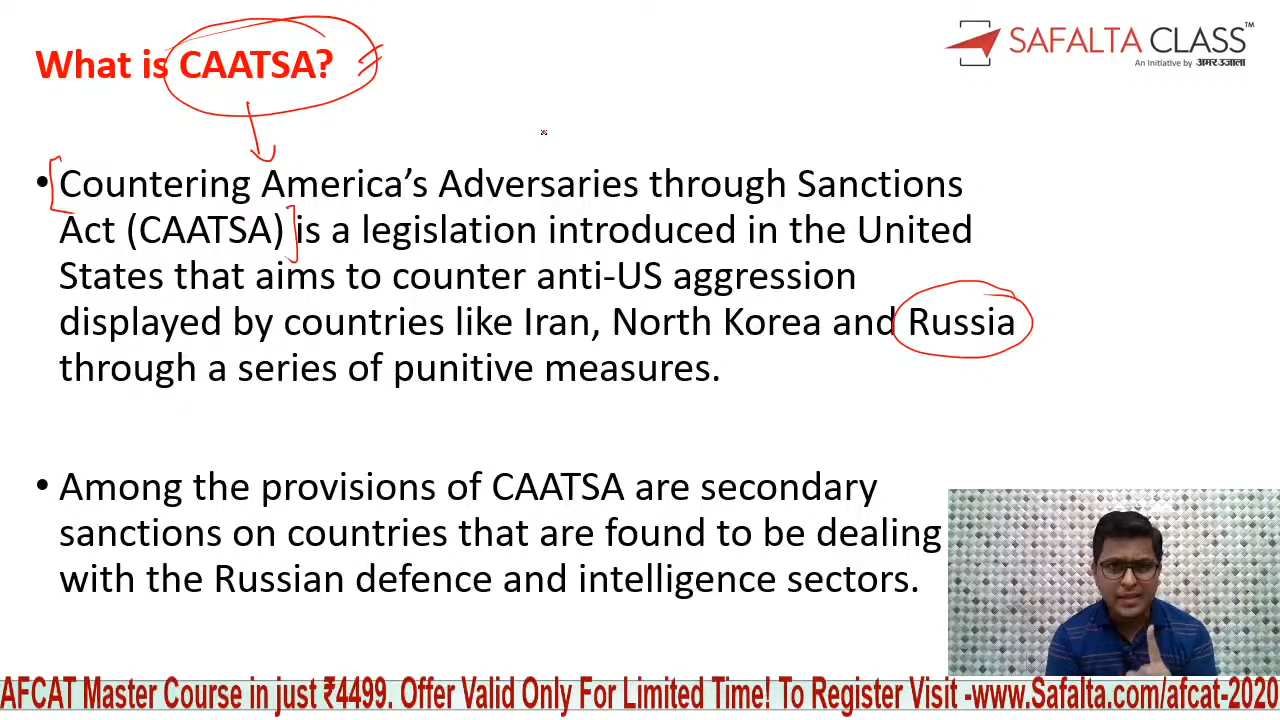 What is CAATSA?
SAFALTA CLASS™
An Initiative by अमर उजाला
• Countering America’s Adversaries through Sanctions
Act (CAATSA) is a legislation introduced in the United
States that aims to counter anti-US aggression
displayed by countries like Iran, North Korea and Russia
through a series of punitive measures.
• Among the provisions of CAATSA are secondary
sanctions on countries that are found to be dealing
with the Russian defence and intelligence sectors.
AFCAT Master Course in just ₹4499. Offer Valid Only For Limited Time! To Register Visit -www.Safalta.com/afcat-2020